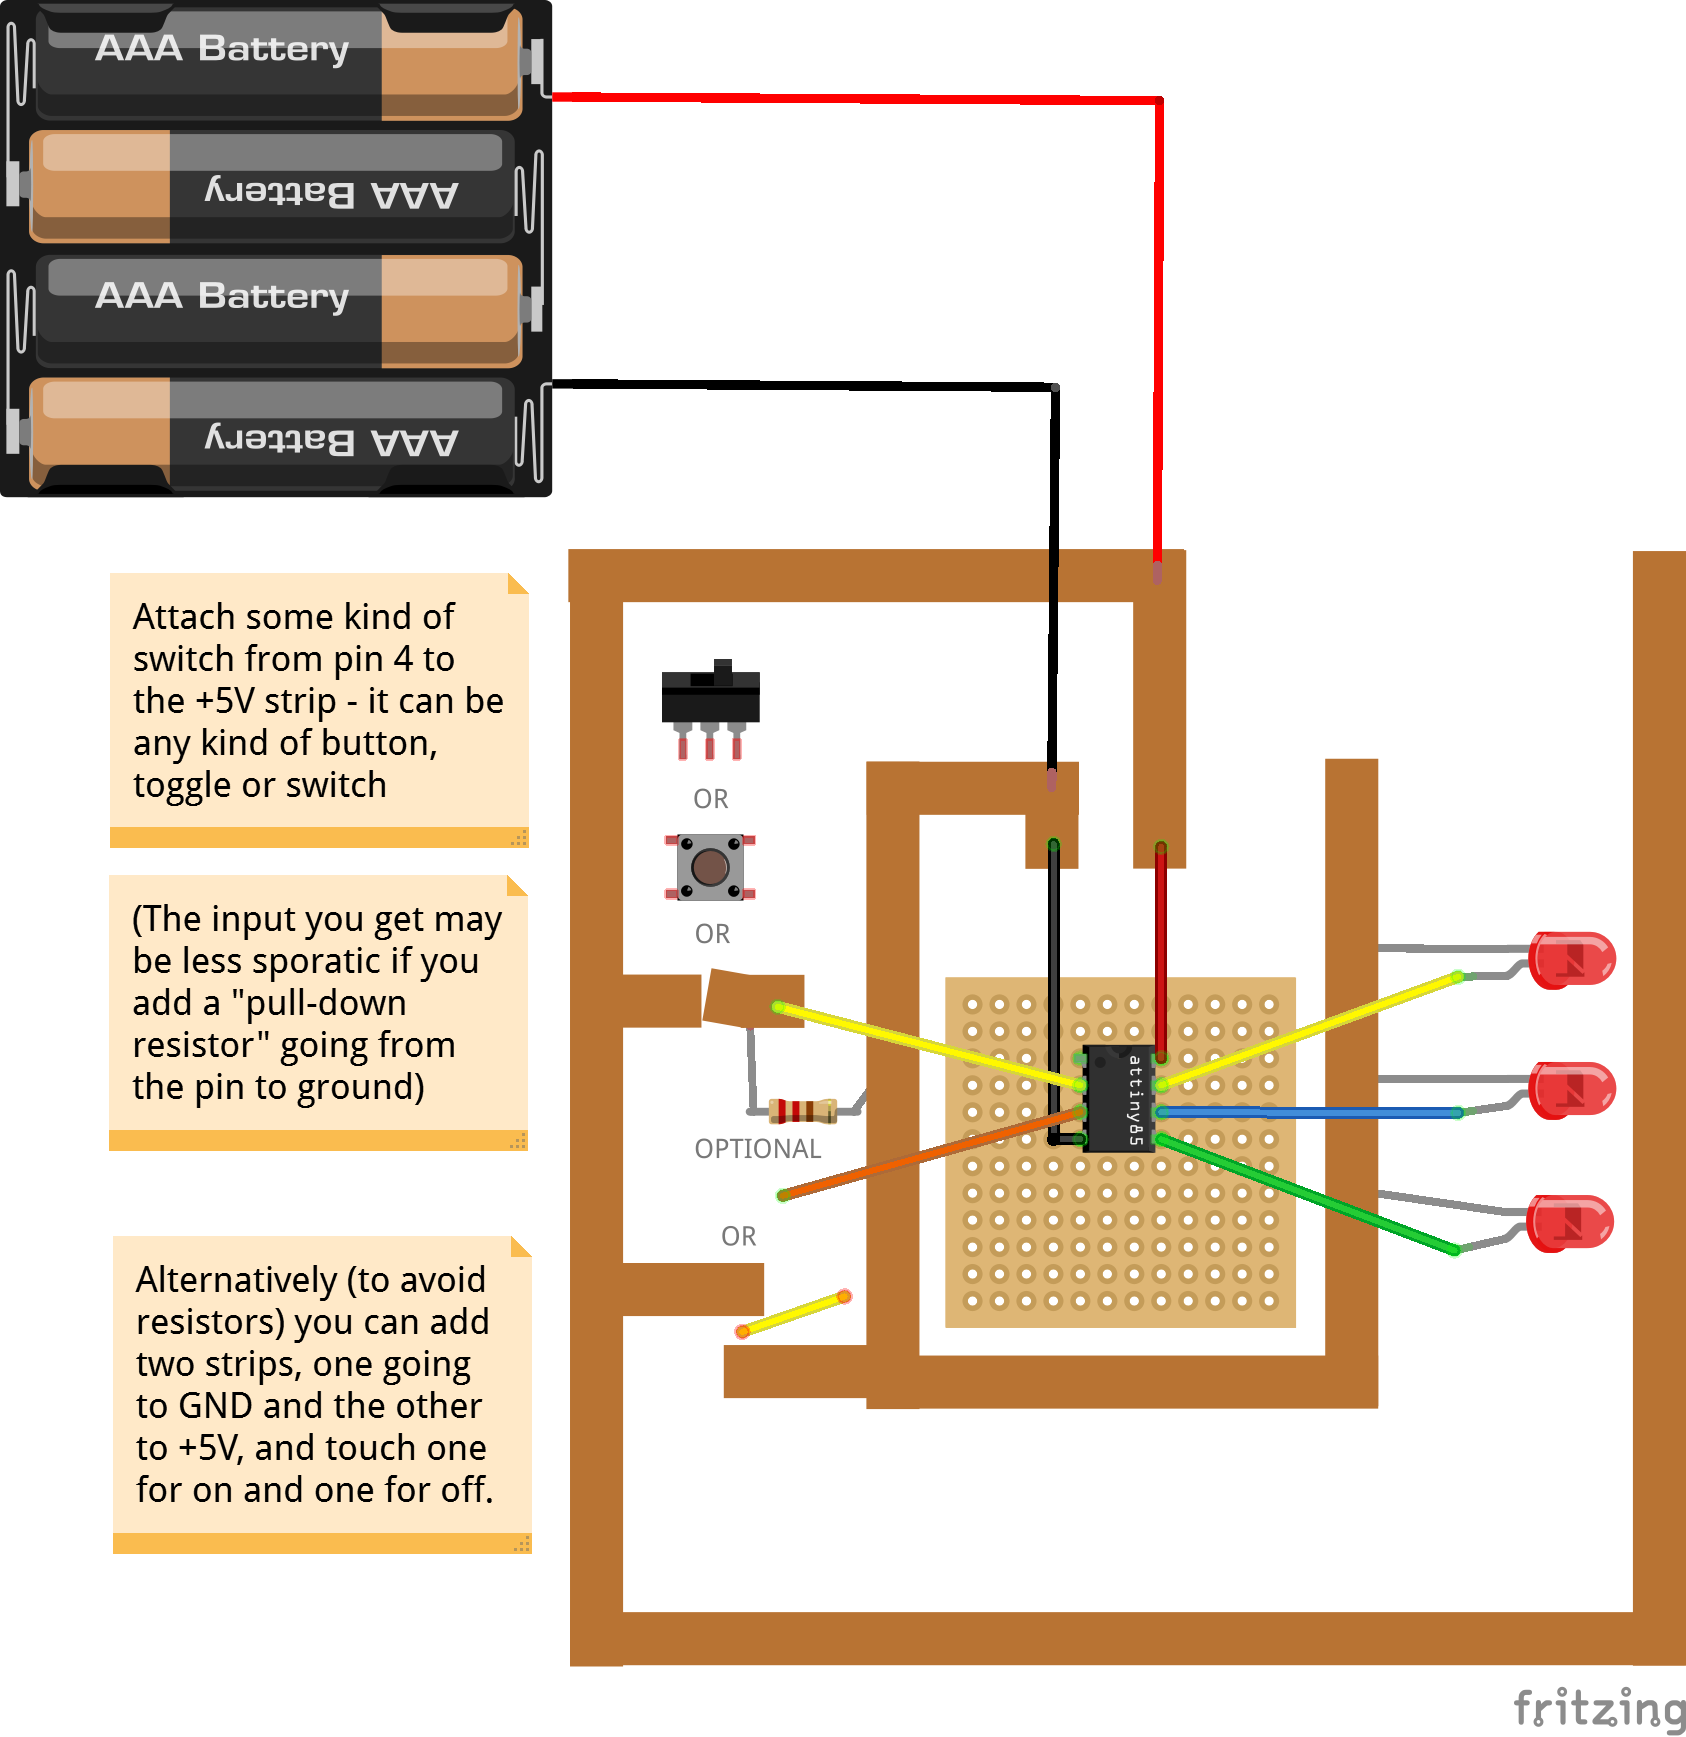 AAA Battery
AAA Battery
AAA Battery
AAA Battery
Attach some kind of
switch from pin 4 to
the +5V strip - it can be
any kind of button,
toggle or switch
OR
OR
(The input you get may
be less sporatic if you
add a "pull-down
resistor" going from
the pin to ground)
attiny85
OPTIONAL
OR
Alternatively (to avoid
resistors) you can add
two strips, one going
to GND and the other
to +5V, and touch one
for on and one for off.
fritzing